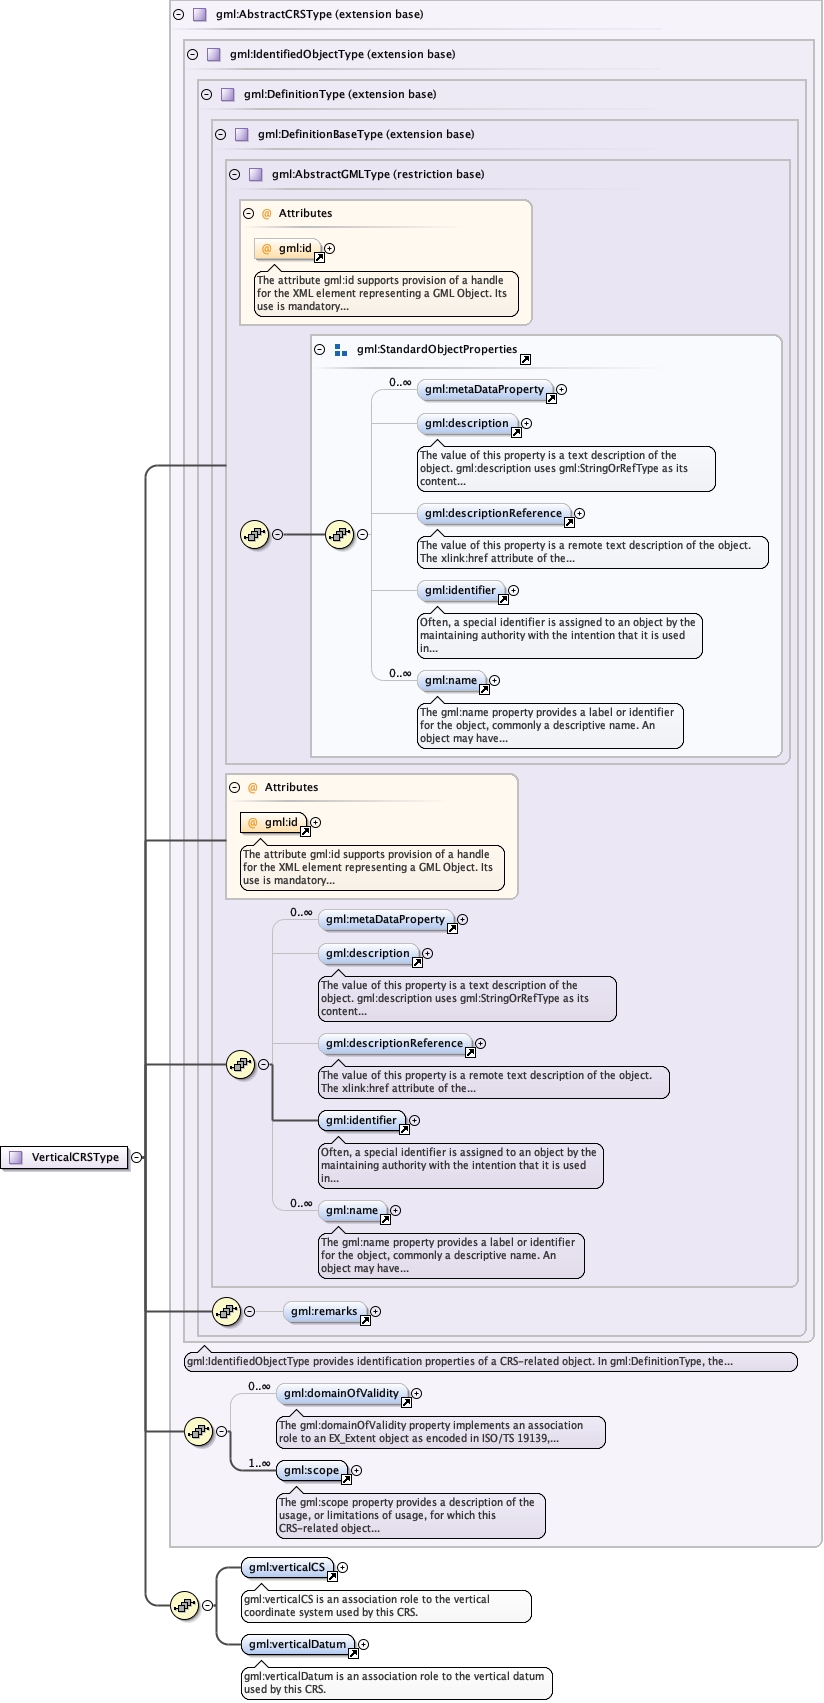 gml:AbstractCRSType (extension base)
gml:IdentifiedObjectType (extension base)
gml:DefinitionType (extension base)
gml:DefinitionBaseType (extension base)
gml:AbstractGMLType (restriction base)
@ Attributes
@ gml:id
The attribute gml:id supports provision of a handle
for the XML element representing a GML Object. Its
use is mandatory...
gml:StandardObjectProperties
0..∞
gml:metaDataProperty
gml:description
The value of this property is a text description of the
object. gml:description uses gml:StringOrRefType as its
content...
gml:descriptionReference
The value of this property is a remote text description of the object.
The xlink:href attribute of the...
gml:identifier
Often, a special identifier is assigned to an object by the
maintaining authority with the intention that it is used
in...
0..∞
gml:name
The gml:name property provides a label or identifier
for the object, commonly a descriptive name. An
object may have...
@ Attributes
@ gml:id
The attribute gml:id supports provision of a handle
for the XML element representing a GML Object. Its
use is mandatory...
0..∞
gml:metaDataProperty
gml:description
The value of this property is a text description of the
object. gml:description uses gml:StringOrRefType as its
content...
gml:descriptionReference
The value of this property is a remote text description of the object.
The xlink:href attribute of the...
gml:identifier
Often, a special identifier is assigned to an object by the
maintaining authority with the intention that it is used
in...
VerticalCRSType
0..∞
gml:name
The gml:name property provides a label or identifier
for the object, commonly a descriptive name. An
object may have...
gml:remarks
gml:IdentifiedObjectType provides identification properties of a CRS-related object. In gml:DefinitionType, the...
0..∞
gml:domainOfValidity
The gml:domainOfValidity property implements an association
role to an EX_Extent object as encoded in ISO/TS 19139,...
1..∞
gml:scope
The gml:scope property provides a description of the
usage, or limitations of usage, for which this
CRS-related object...
gml:verticalCS
gml:verticalCS is an association role to the vertical
coordinate system used by this CRS.
gml:verticalDatum
gml:verticalDatum is an association role to the vertical datum
used by this CRS.